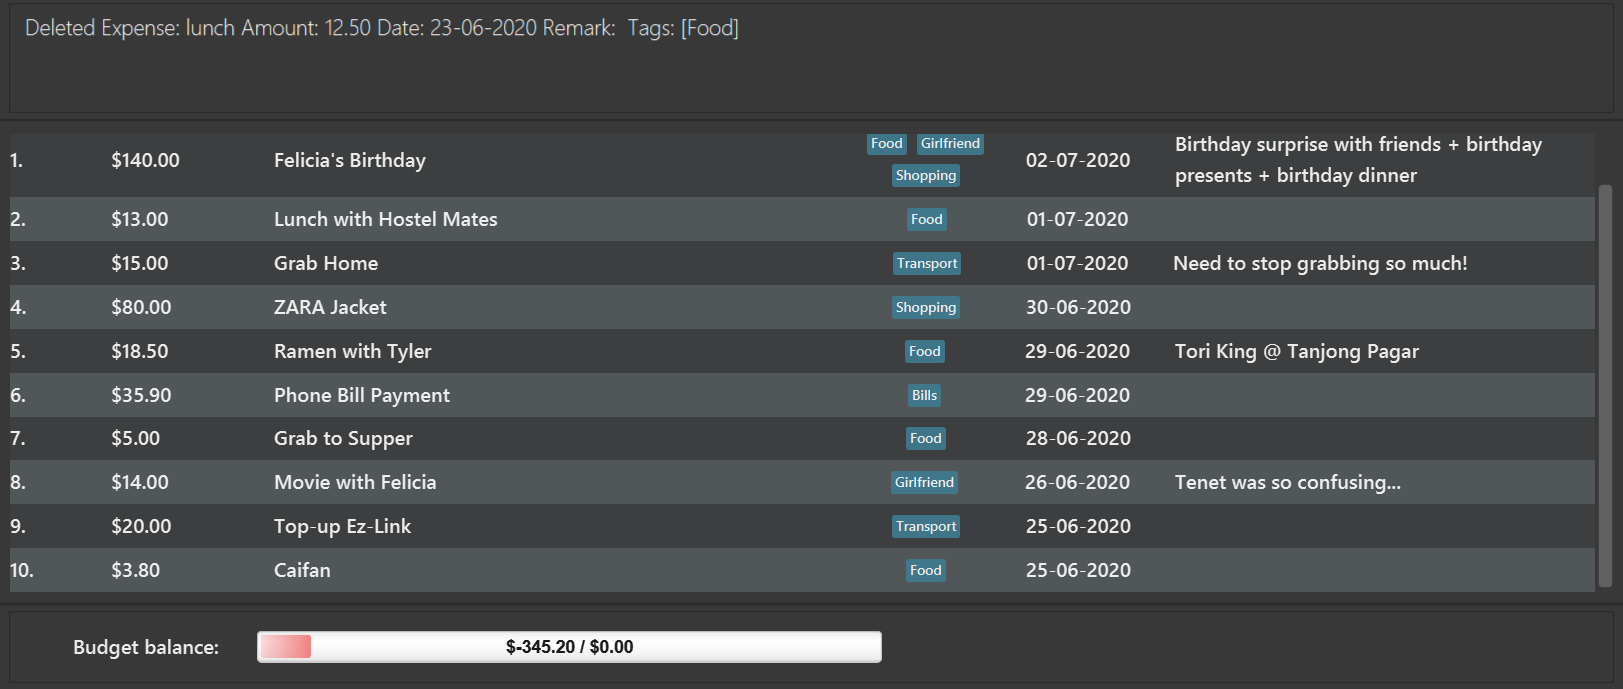 Deleted Expense: lunch Amount: 12.50 Date: 23-06-2020 Remark:  Tags: [Food]
1. $140.00 Felicia's Birthday Food Girlfriend Shopping 02-07-2020 Birthday surprise with friends + birthday presents + birthday dinner
2. $13.00 Lunch with Hostel Mates Food 01-07-2020
3. $15.00 Grab Home Transport 01-07-2020 Need to stop grabbing so much!
4. $80.00 ZARA Jacket Shopping 30-06-2020
5. $18.50 Ramen with Tyler Food 29-06-2020 Tori King @ Tanjong Pagar
6. $35.90 Phone Bill Payment Bills 29-06-2020
7. $5.00 Grab to Supper Food 28-06-2020
8. $14.00 Movie with Felicia Girlfriend 26-06-2020 Tenet was so confusing...
9. $20.00 Top-up Ez-Link Transport 25-06-2020
10. $3.80 Caifan Food 25-06-2020
Budget balance: $-345.20 / $0.00